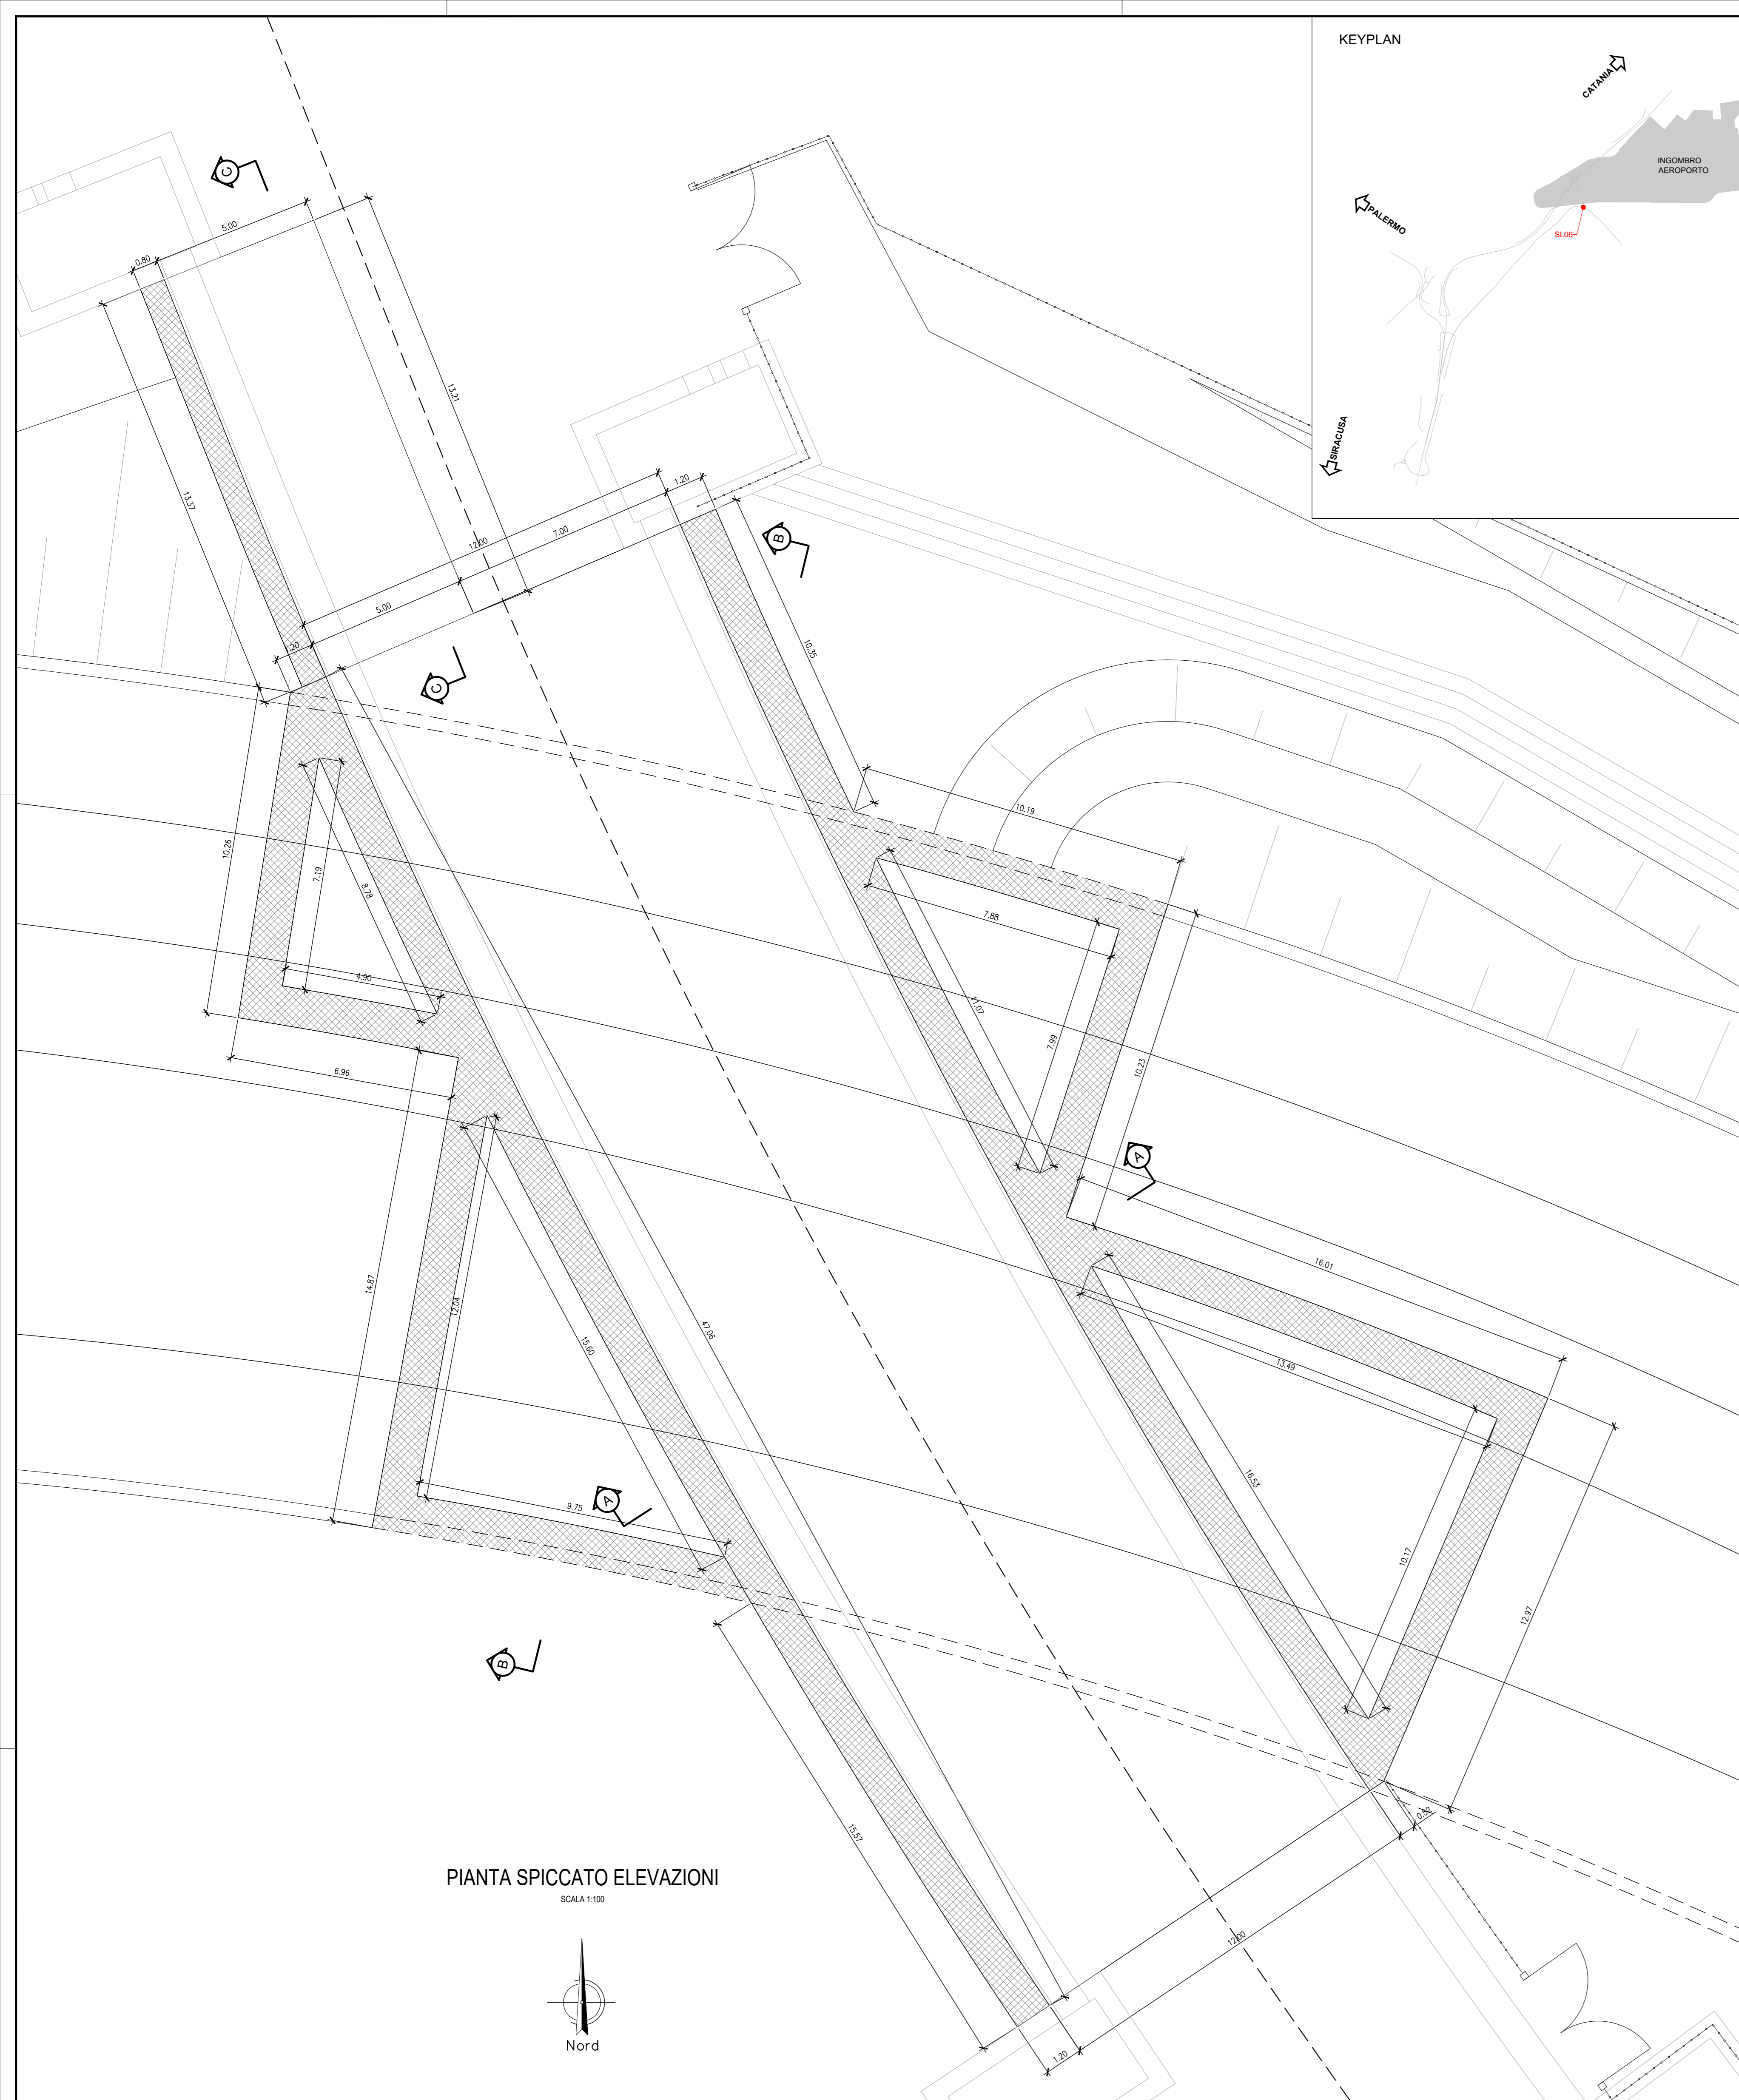 KEYPLAN
CATANIA
INGOMBRO
AEROPORTO
PALERMO
SL06
SIRACUSA
C
5.00
0.80
13.21
13.37
1.20
12.00
7.00
5.00
B
1.20
10.35
C
10.19
10.26
7.19
8.78
7.88
4.90
11.07
7.99
10.23
6.96
A
16.01
14.87
12.04
15.60
47.06
13.49
16.53
9.75
A
10.17
12.97
B
0.52
15.57
12.00
1.20
PIANTA SPICCATO ELEVAZIONI
SCALA 1:100
Nord